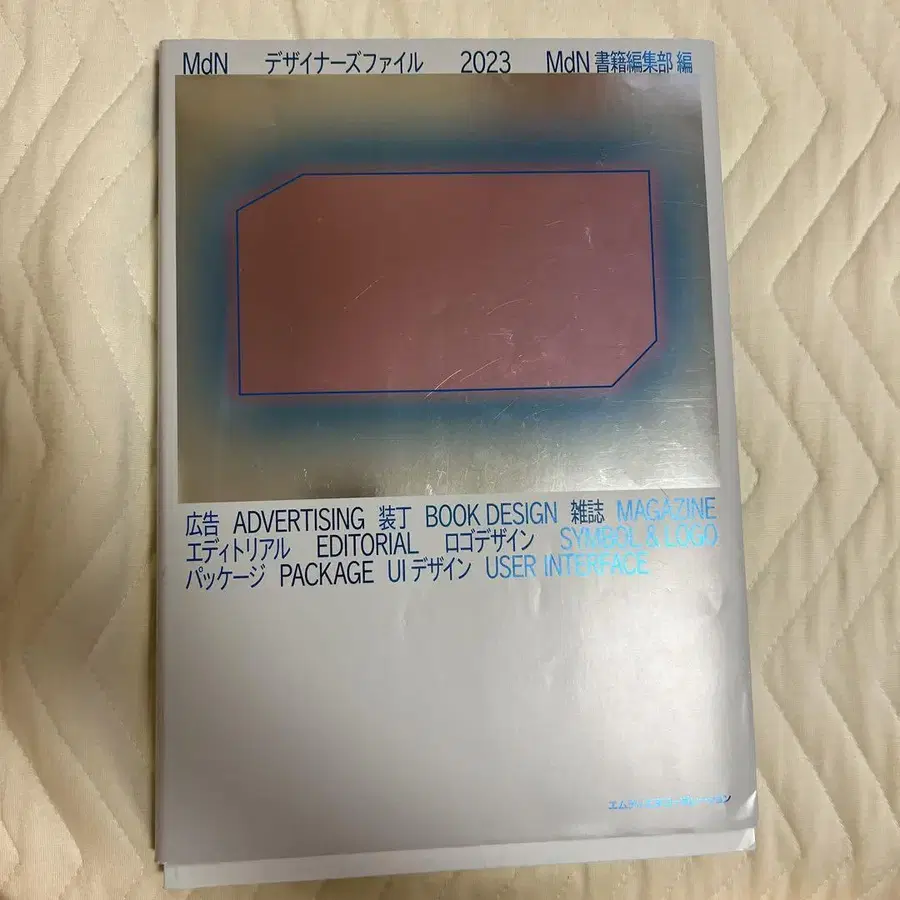 MdN デザイナーズファイル 2023 MdN 書籍編集部 編
広告 ADVERTISING 装丁 BOOK DESIGN 雑誌 MAGAZINE
エディトリアル EDITORIAL ロゴデザイン SYMBOL & LOGO
パッケージ PACKAGE UIデザイン USER INTERFACE